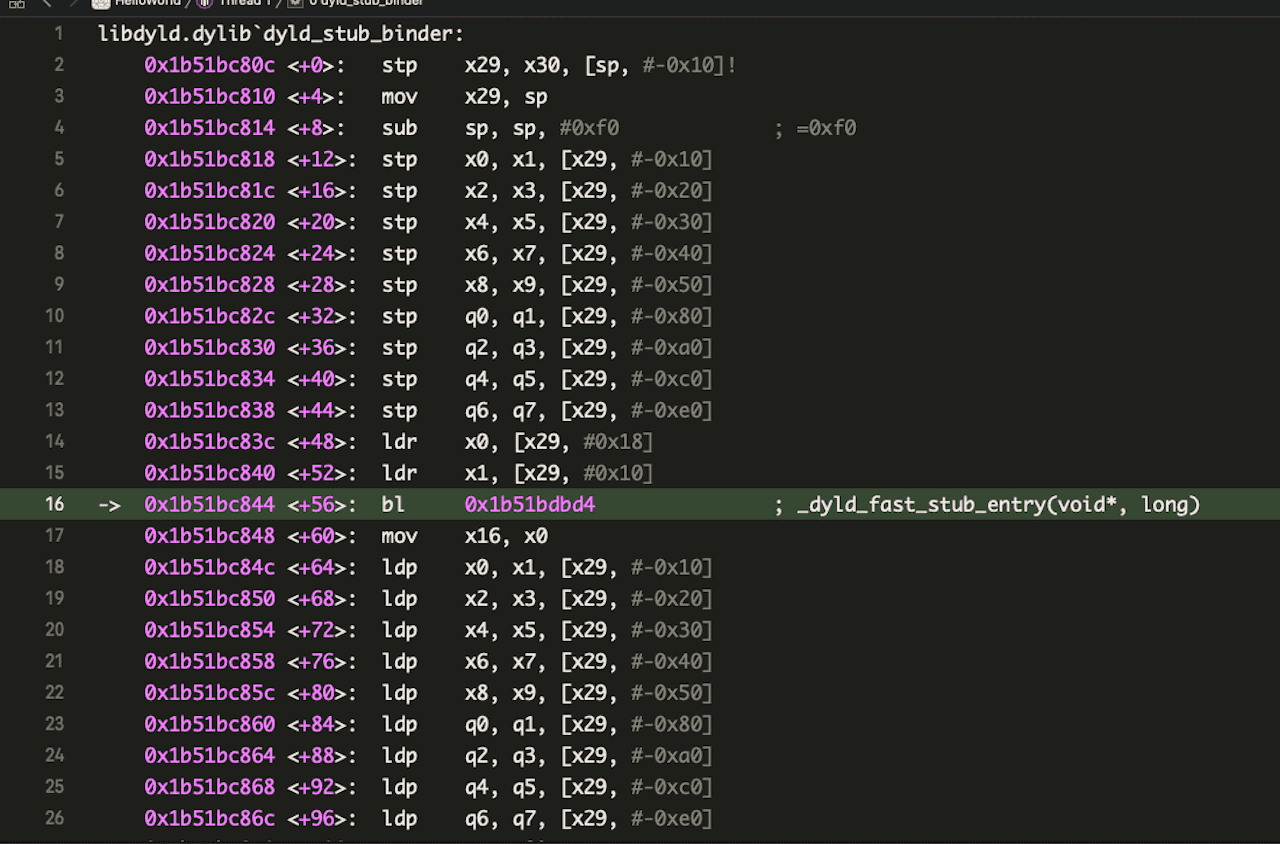 HelloWorld / Thread 1 / 0 dyld_stub_binder
1 libdyld.dylib`dyld_stub_binder:
2 0x1b51bc80c <+0>: stp x29, x30, [sp, #-0x10]!
3 0x1b51bc810 <+4>: mov x29, sp
4 0x1b51bc814 <+8>: sub sp, sp, #0xf0 ; =0xf0
5 0x1b51bc818 <+12>: stp x0, x1, [x29, #-0x10]
6 0x1b51bc81c <+16>: stp x2, x3, [x29, #-0x20]
7 0x1b51bc820 <+20>: stp x4, x5, [x29, #-0x30]
8 0x1b51bc824 <+24>: stp x6, x7, [x29, #-0x40]
9 0x1b51bc828 <+28>: stp x8, x9, [x29, #-0x50]
10 0x1b51bc82c <+32>: stp q0, q1, [x29, #-0x80]
11 0x1b51bc830 <+36>: stp q2, q3, [x29, #-0xa0]
12 0x1b51bc834 <+40>: stp q4, q5, [x29, #-0xc0]
13 0x1b51bc838 <+44>: stp q6, q7, [x29, #-0xe0]
14 0x1b51bc83c <+48>: ldr x0, [x29, #0x18]
15 0x1b51bc840 <+52>: ldr x1, [x29, #0x10]
16 -> 0x1b51bc844 <+56>: bl 0x1b51bdbd4 ; _dyld_fast_stub_entry(void*, long)
17 0x1b51bc848 <+60>: mov x16, x0
18 0x1b51bc84c <+64>: ldp x0, x1, [x29, #-0x10]
19 0x1b51bc850 <+68>: ldp x2, x3, [x29, #-0x20]
20 0x1b51bc854 <+72>: ldp x4, x5, [x29, #-0x30]
21 0x1b51bc858 <+76>: ldp x6, x7, [x29, #-0x40]
22 0x1b51bc85c <+80>: ldp x8, x9, [x29, #-0x50]
23 0x1b51bc860 <+84>: ldp q0, q1, [x29, #-0x80]
24 0x1b51bc864 <+88>: ldp q2, q3, [x29, #-0xa0]
25 0x1b51bc868 <+92>: ldp q4, q5, [x29, #-0xc0]
26 0x1b51bc86c <+96>: ldp q6, q7, [x29, #-0xe0]